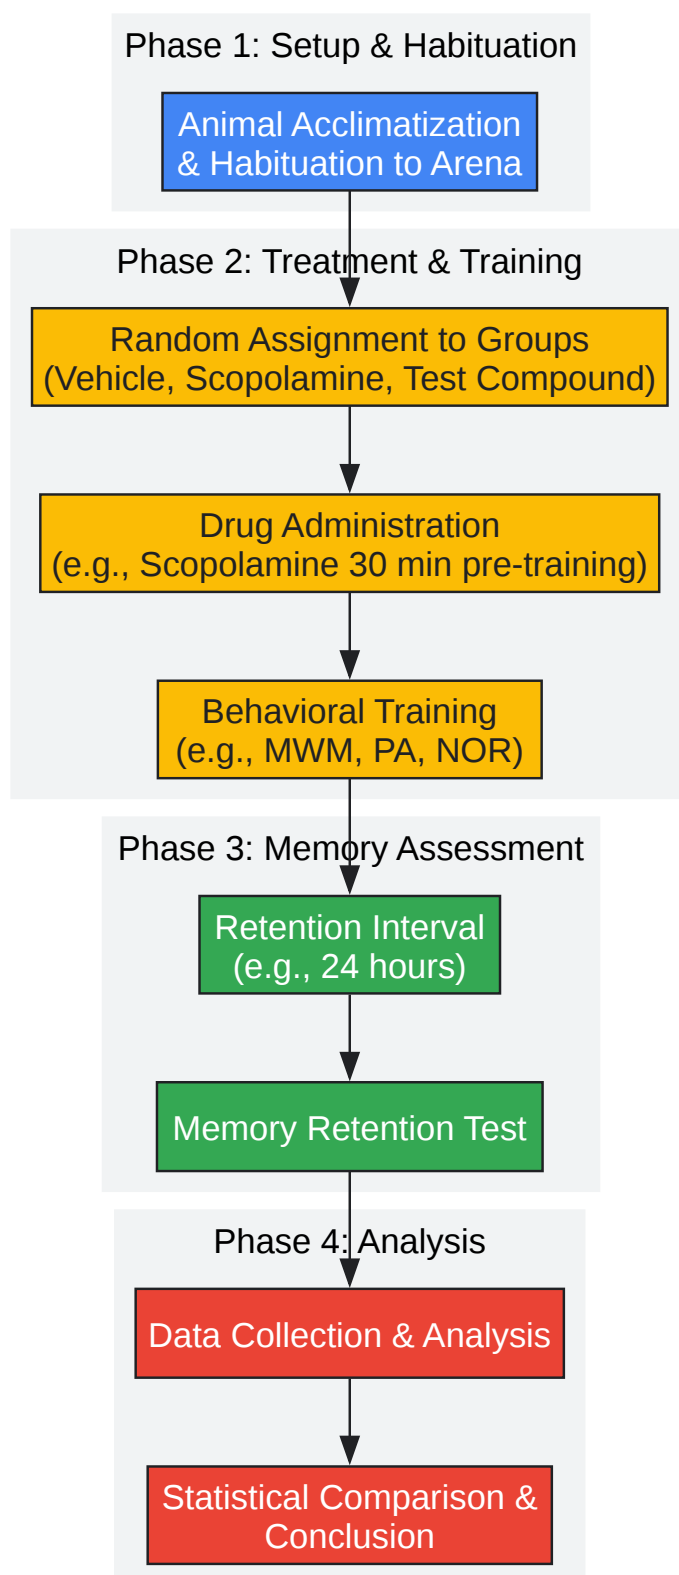 Phase 1: Setup & Habituation
Animal Acclimatization
& Habituation to Arena
Phase 2: Treatment & Training
Random Assignment to Groups
(Vehicle, Scopolamine, Test Compound)
Drug Administration
(e.g., Scopolamine 30 min pre-training)
Behavioral Training
(e.g., MWM, PA, NOR)
Phase 3: Memory Assessment
Retention Interval
(e.g., 24 hours)
Memory Retention Test
Phase 4: Analysis
Data Collection & Analysis
Statistical Comparison &
Conclusion